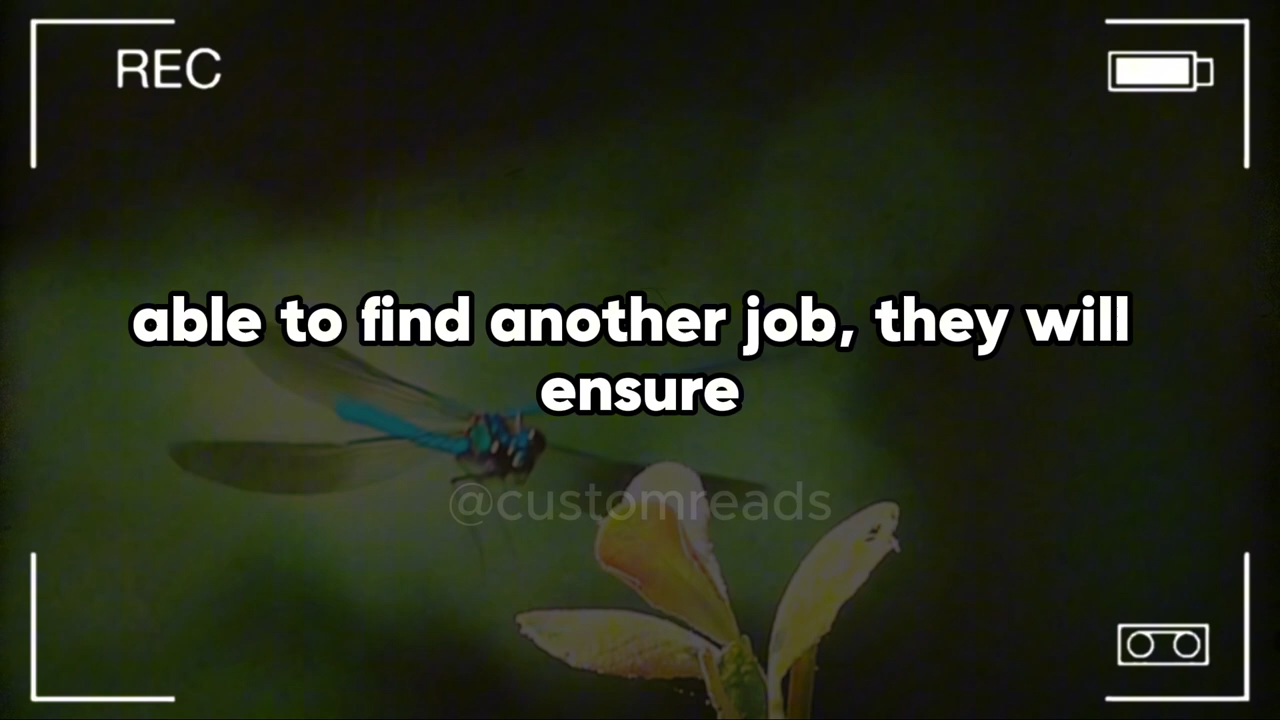 REC
able to find another job, they will
ensure
@customreads